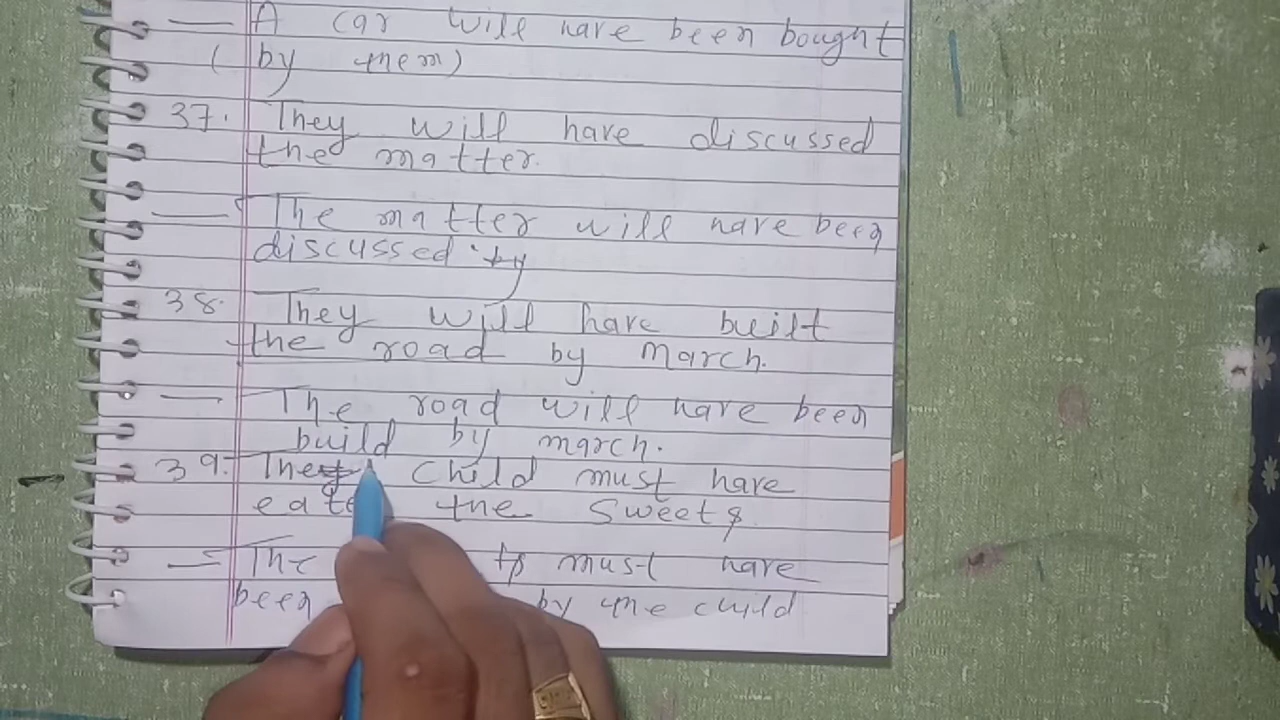 — A car will have been bought
( by them)
37. They will have discussed
the matter.
— The matter will have been
discussed by
38. They will have built
the road by march.
— The road will have been
build by march.
39. The child must have
the sweets
— The must have
been by the child